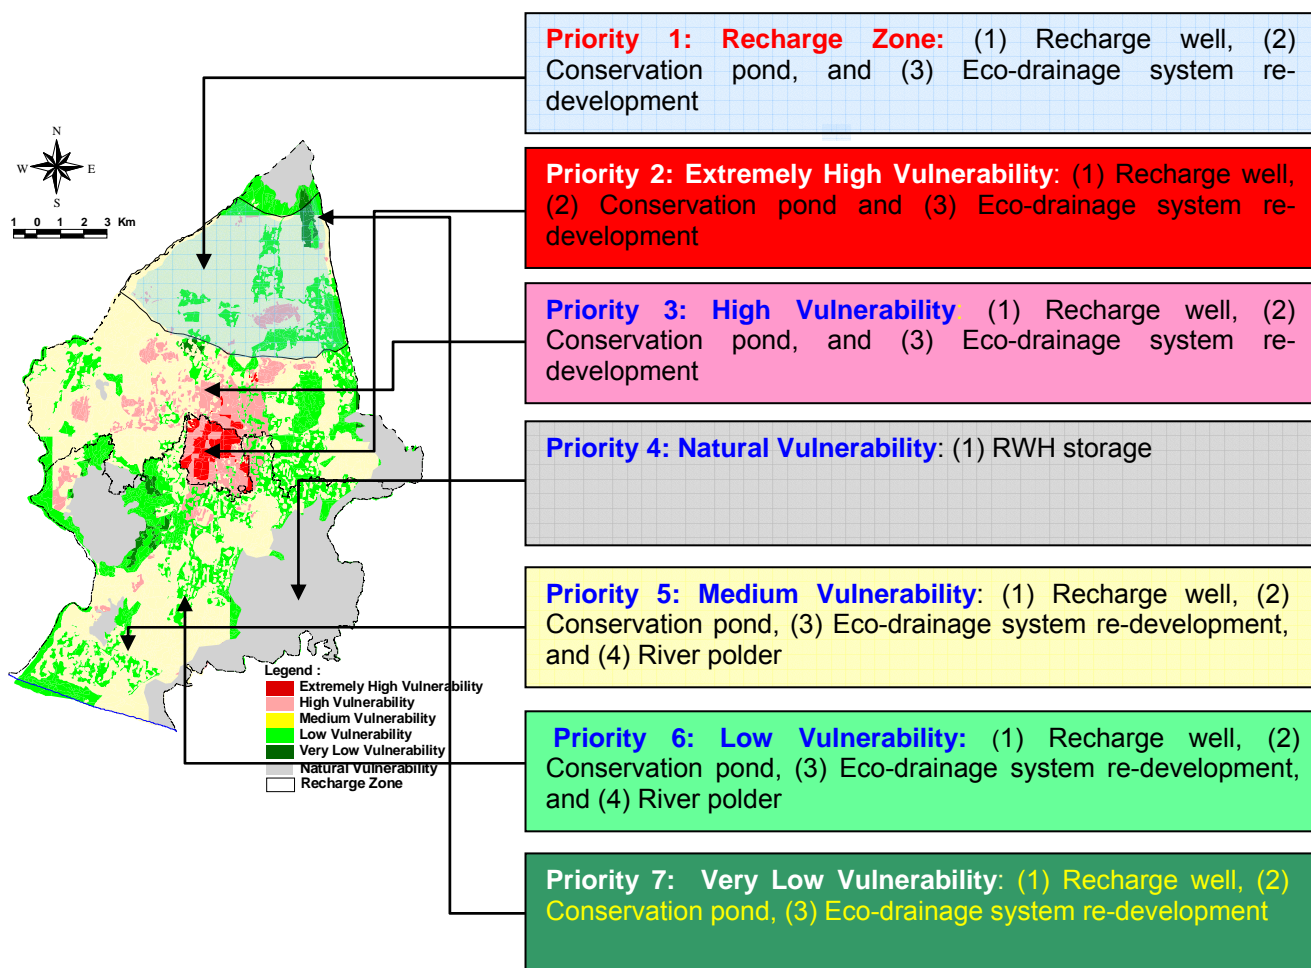 Priority 1: Recharge Zone: (1) Recharge well, (2)
Conservation pond, and (3) Eco-drainage system re-
development
N
W E
S
1 0 1 2 3 Km
Priority 2: Extremely High Vulnerability: (1) Recharge well,
(2) Conservation pond and (3) Eco-drainage system re-
development
Priority 3: High Vulnerability: (1) Recharge well, (2)
Conservation pond, and (3) Eco-drainage system re-
development
Priority 4: Natural Vulnerability: (1) RWH storage
Priority 5: Medium Vulnerability: (1) Recharge well, (2)
Conservation pond, (3) Eco-drainage system re-development,
and (4) River polder
Legend :
Extremely High Vulnerability
High Vulnerability
Medium Vulnerability
Low Vulnerability
Very Low Vulnerability
Natural Vulnerability
Recharge Zone
Priority 6: Low Vulnerability: (1) Recharge well, (2)
Conservation pond, (3) Eco-drainage system re-development,
and (4) River polder
Priority 7: Very Low Vulnerability: (1) Recharge well, (2)
Conservation pond, (3) Eco-drainage system re-development